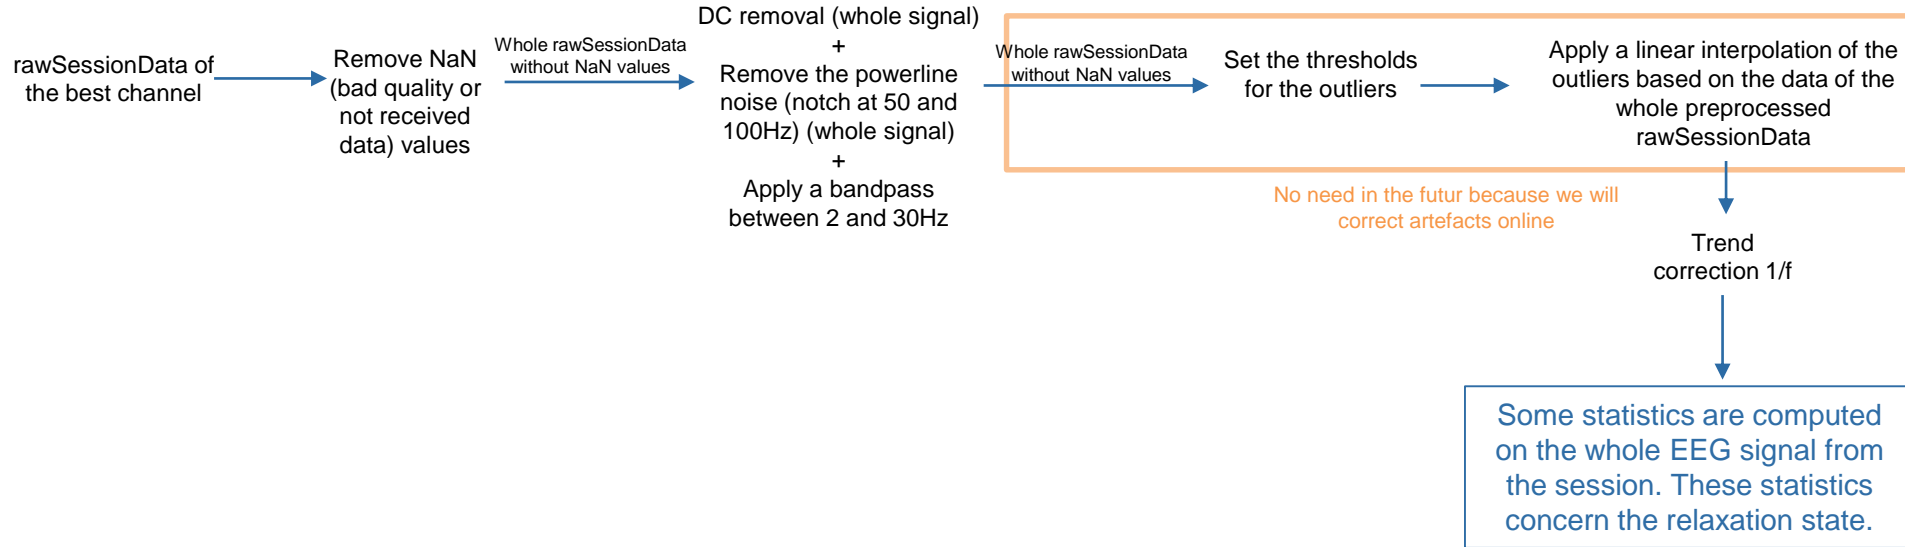 rawSessionData of
the best channel
Remove NaN
(bad quality or
not received
data) values
Whole rawSessionData
without NaN values
DC removal (whole signal)
+
Remove the powerline
noise (notch at 50 and
100Hz) (whole signal)
+
Apply a bandpass
between 2 and 30Hz
Whole rawSessionData
without NaN values
Set the thresholds
for the outliers
Apply a linear interpolation of the
outliers based on the data of the
whole preprocessed
rawSessionData
No need in the futur because we will
correct artefacts online
Trend
correction 1/f
Some statistics are computed
on the whole EEG signal from
the session. These statistics
concern the relaxation state.